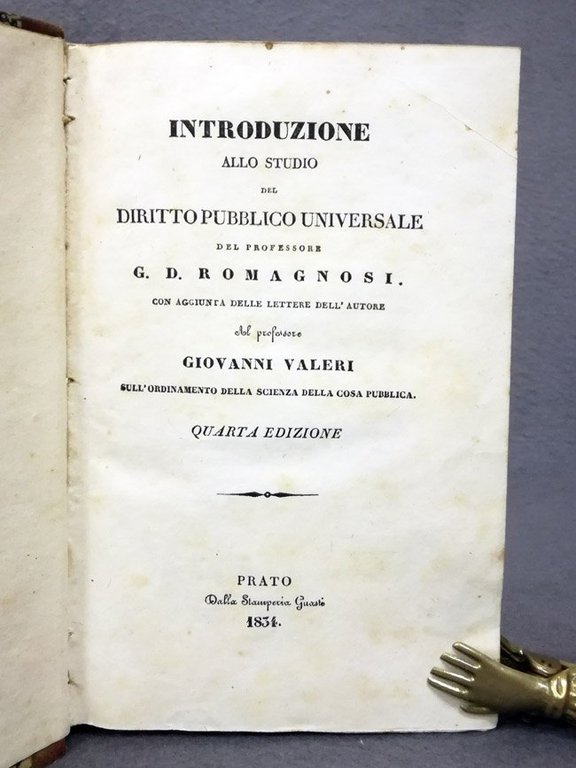 INTRODUZIONE
ALLO STUDIO
DEL
DIRITTO PUBBLICO UNIVERSALE
DEL PROFESSORE
G. D. ROMAGNOSI.
CON AGGIUNTA DELLE LETTERE DELL'AUTORE
Al professore
GIOVANNI VALERI
SULL'ORDINAMENTO DELLA SCIENZA DELLA COSA PUBBLICA.
QUARTA EDIZIONE
PRATO
Dalla Stamperia Guasti
1834.